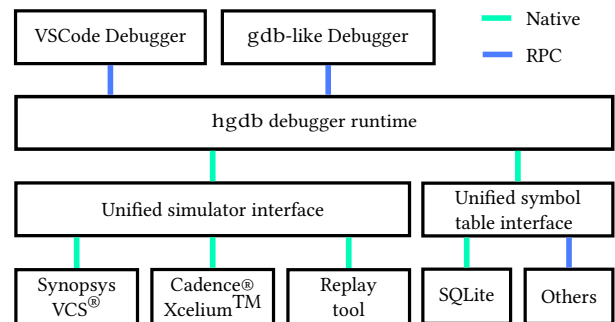 VSCode Debugger
gdb-like Debugger
Native
RPC
hgdb debugger runtime
Unified simulator interface
Unified symbol
table interface
Synopsys
VCS®
Cadence®
Xcelium™
Replay
tool
SQLite
Others